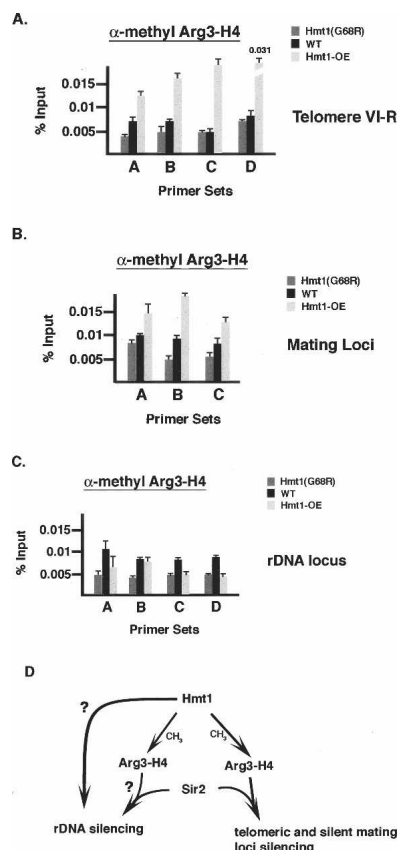 A.
α-methyl Arg3-H4
Hmt1(G68R)
WT
Hmt1-OE
0.031
0.015
0.010
0.005
% Input
A B C D
Primer Sets
Telomere VI-R
B.
α-methyl Arg3-H4
Hmt1(G68R)
WT
Hmt1-OE
0.015
0.010
0.005
% Input
A B C
Primer Sets
Mating Loci
C.
α-methyl Arg3-H4
Hmt1(G68R)
WT
Hmt1-OE
0.015
0.010
0.005
% Input
A B C D
Primer Sets
rDNA locus
D
? Hmt1
CH3 CH3
Arg3-H4 Arg3-H4
? Sir2
rDNA silencing
telomeric and silent mating
loci silencing